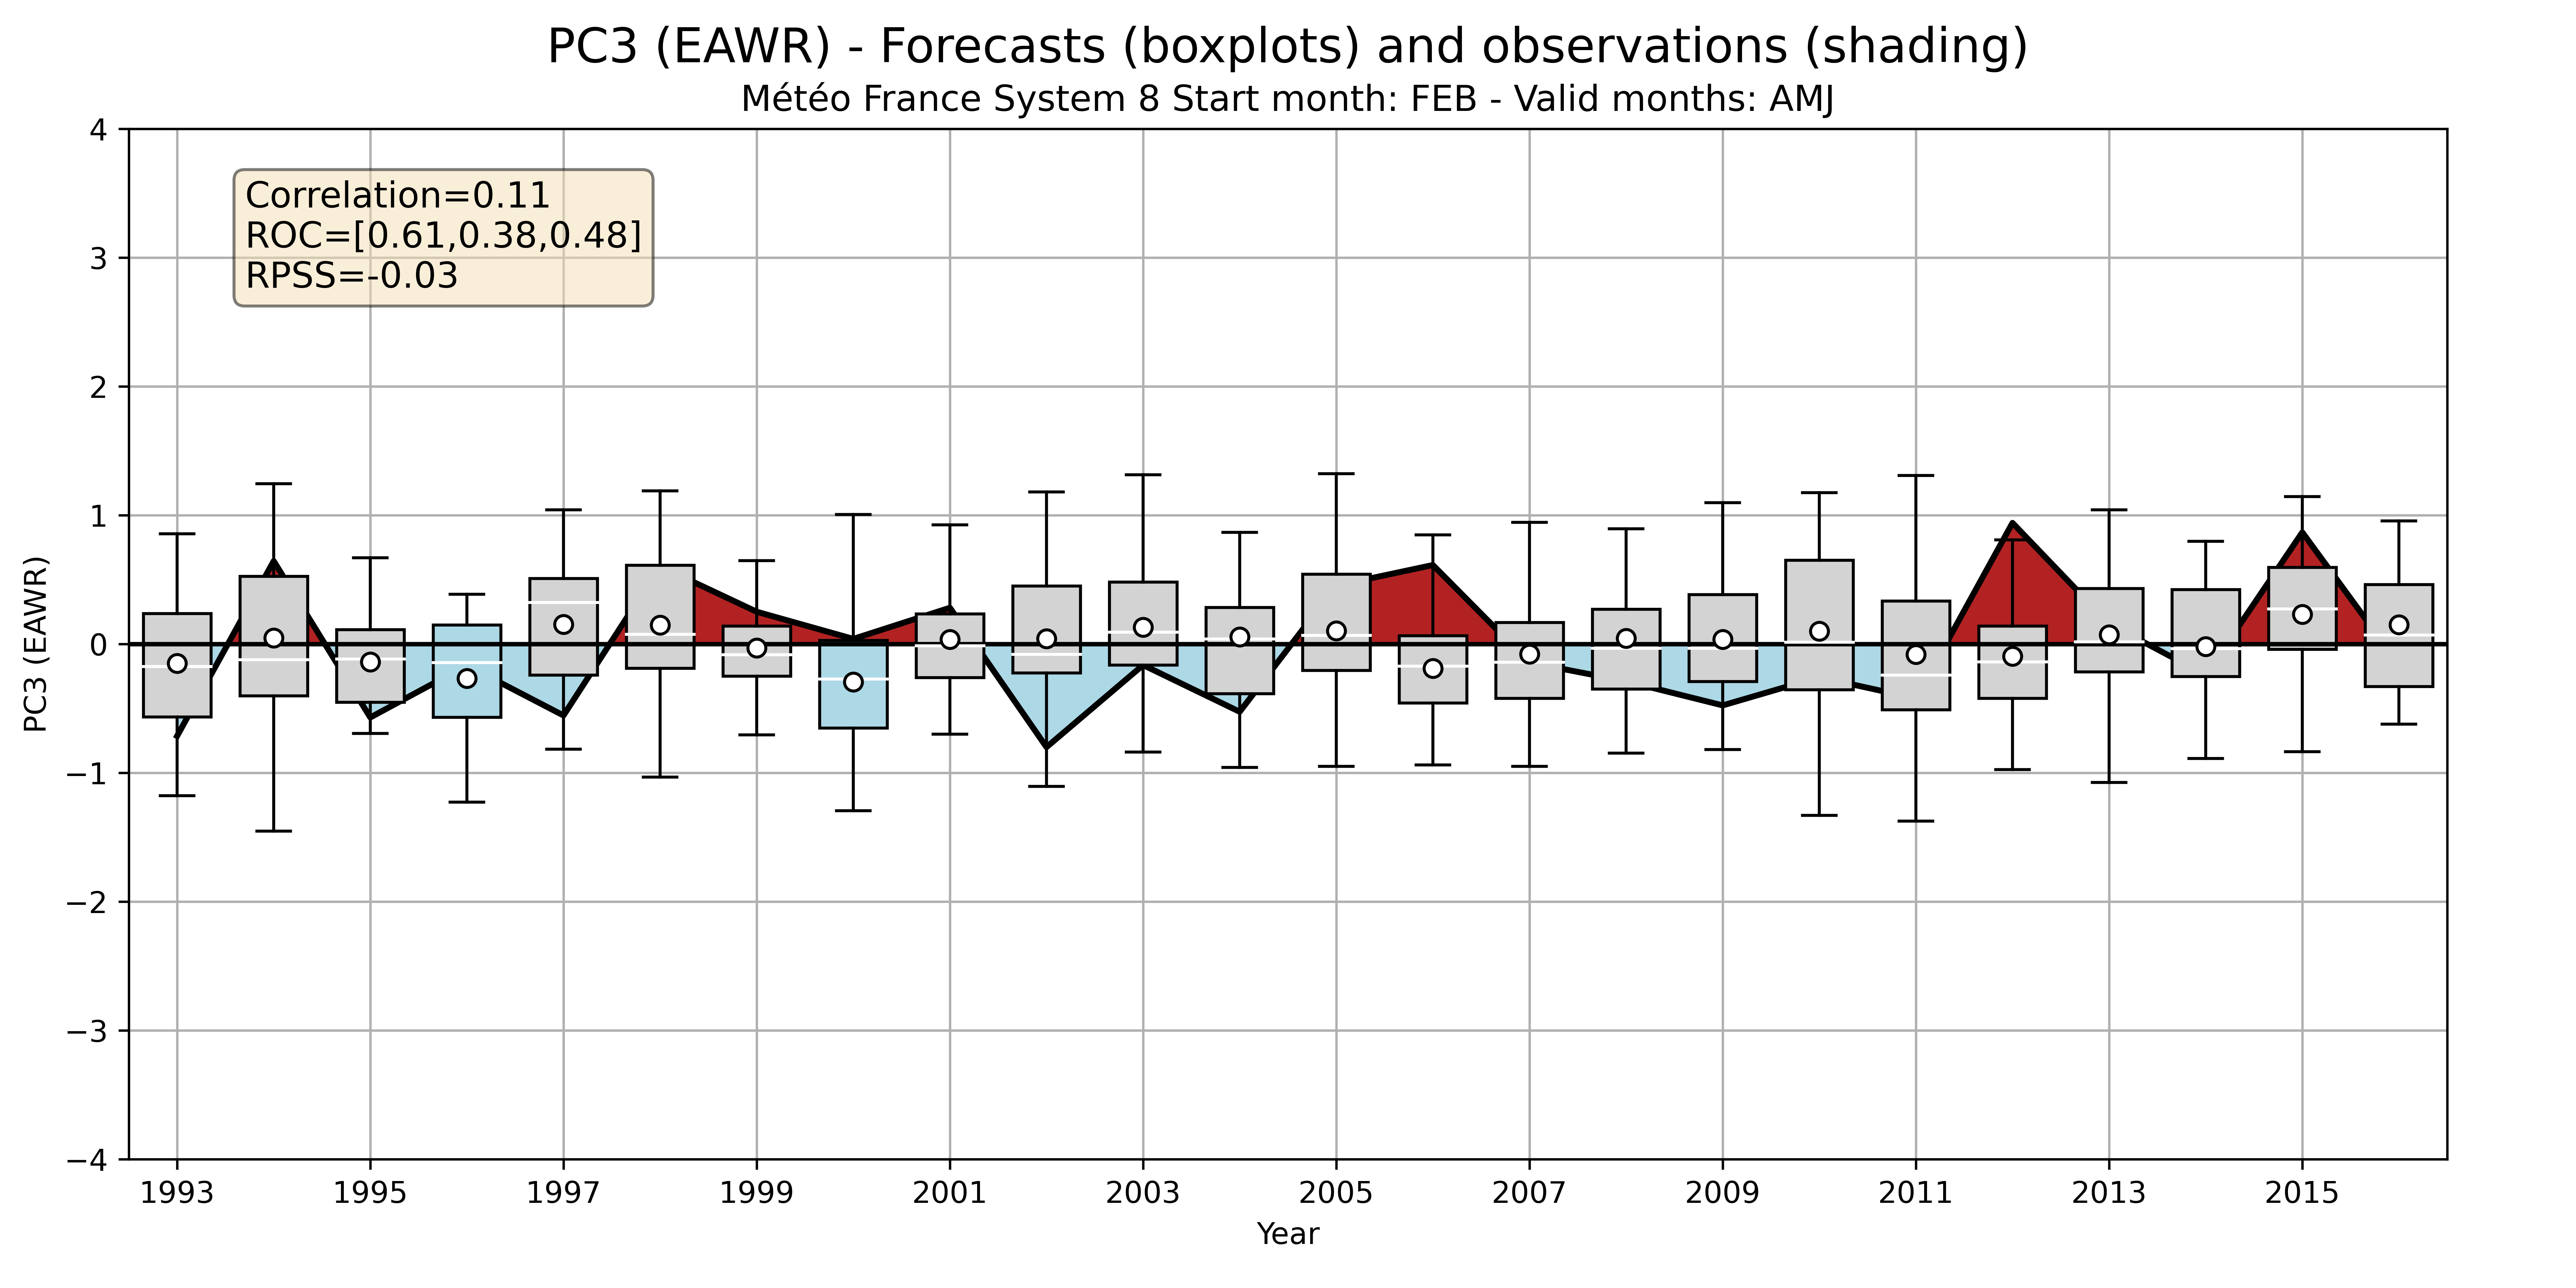 PC3 (EAWR) - Forecasts (boxplots) and observations (shading)
Météo France System 8 Start month: FEB - Valid months: AMJ
Correlation=0.11
ROC=[0.61,0.38,0.48]
RPSS=-0.03
PC3 (EAWR)
4
3
2
1
0
−1
−2
−3
−4
1993 1995 1997 1999 2001 2003 2005 2007 2009 2011 2013 2015
Year